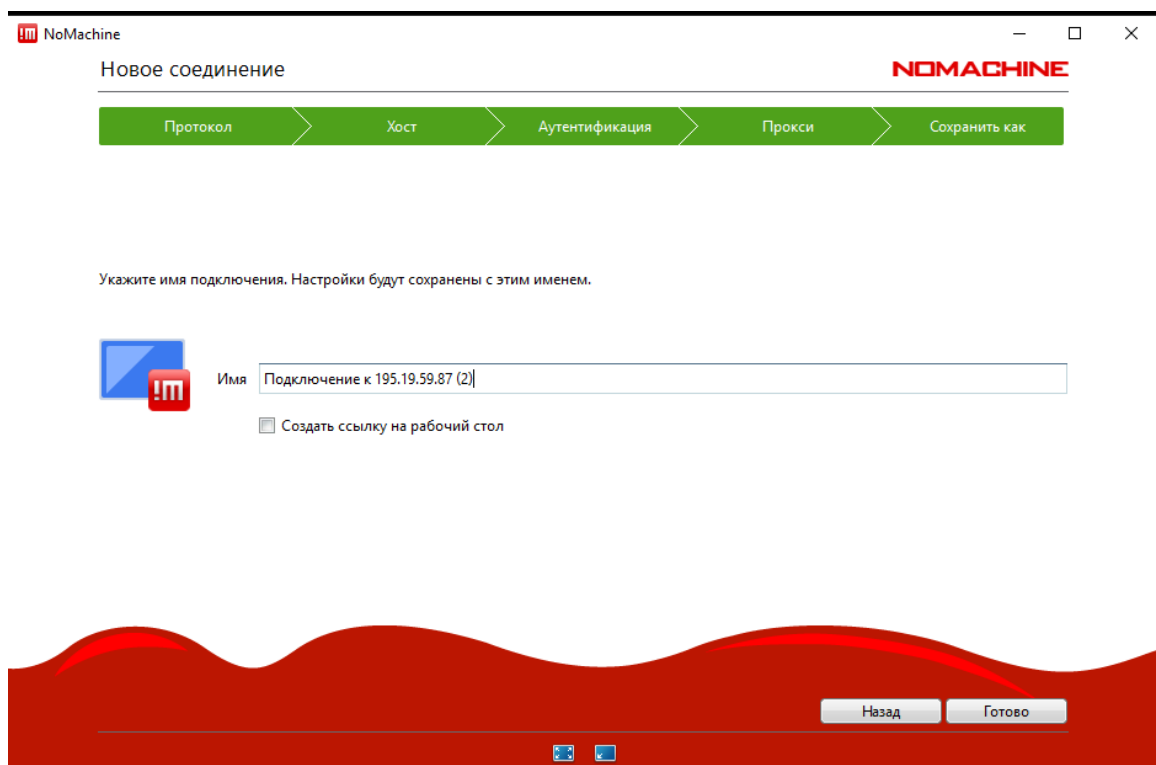 !m NoMachine
Новое соединение
NOMACHINE
Протокол Хост Аутентификация Прокси Сохранить как
Укажите имя подключения. Настройки будут сохранены с этим именем.
!m
Имя Подключение к 195.19.59.87 (2)
Создать ссылку на рабочий стол
Назад Готово